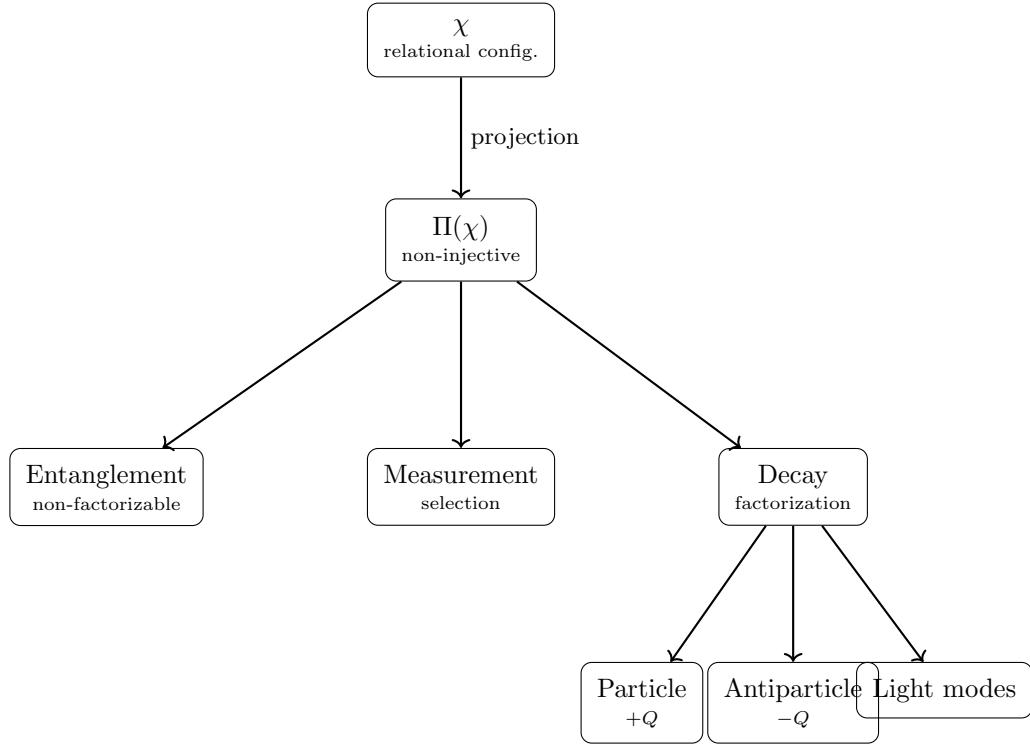 χ
relational config.
projection
Π(χ)
non-injective
Entanglement
non-factorizable
Measurement
selection
Decay
factorization
Particle
+Q
Antiparticle
−Q
Light modes